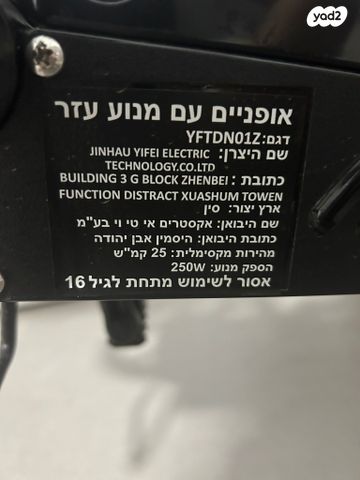 yad2
אופניים עם מנוע עזר
דגם:YFTDN01Z
שם היצרן: JINHAU YIFEI ELECTRIC
TECHNOLOGY.CO.LTD
כתובת : BUILDING 3 G BLOCK ZHENBEI
FUNCTION DISTRACT XUASHUM TOWEN
ארץ יצור: סין
שם היבואן: אקסטרים אי טי וי בע"מ
כתובת היבואן: היסמין אבן יהודה
מהירות מקסימלית: 25 קמ"ש
הספק מנוע: 250W
אסור לשימוש מתחת לגיל 16